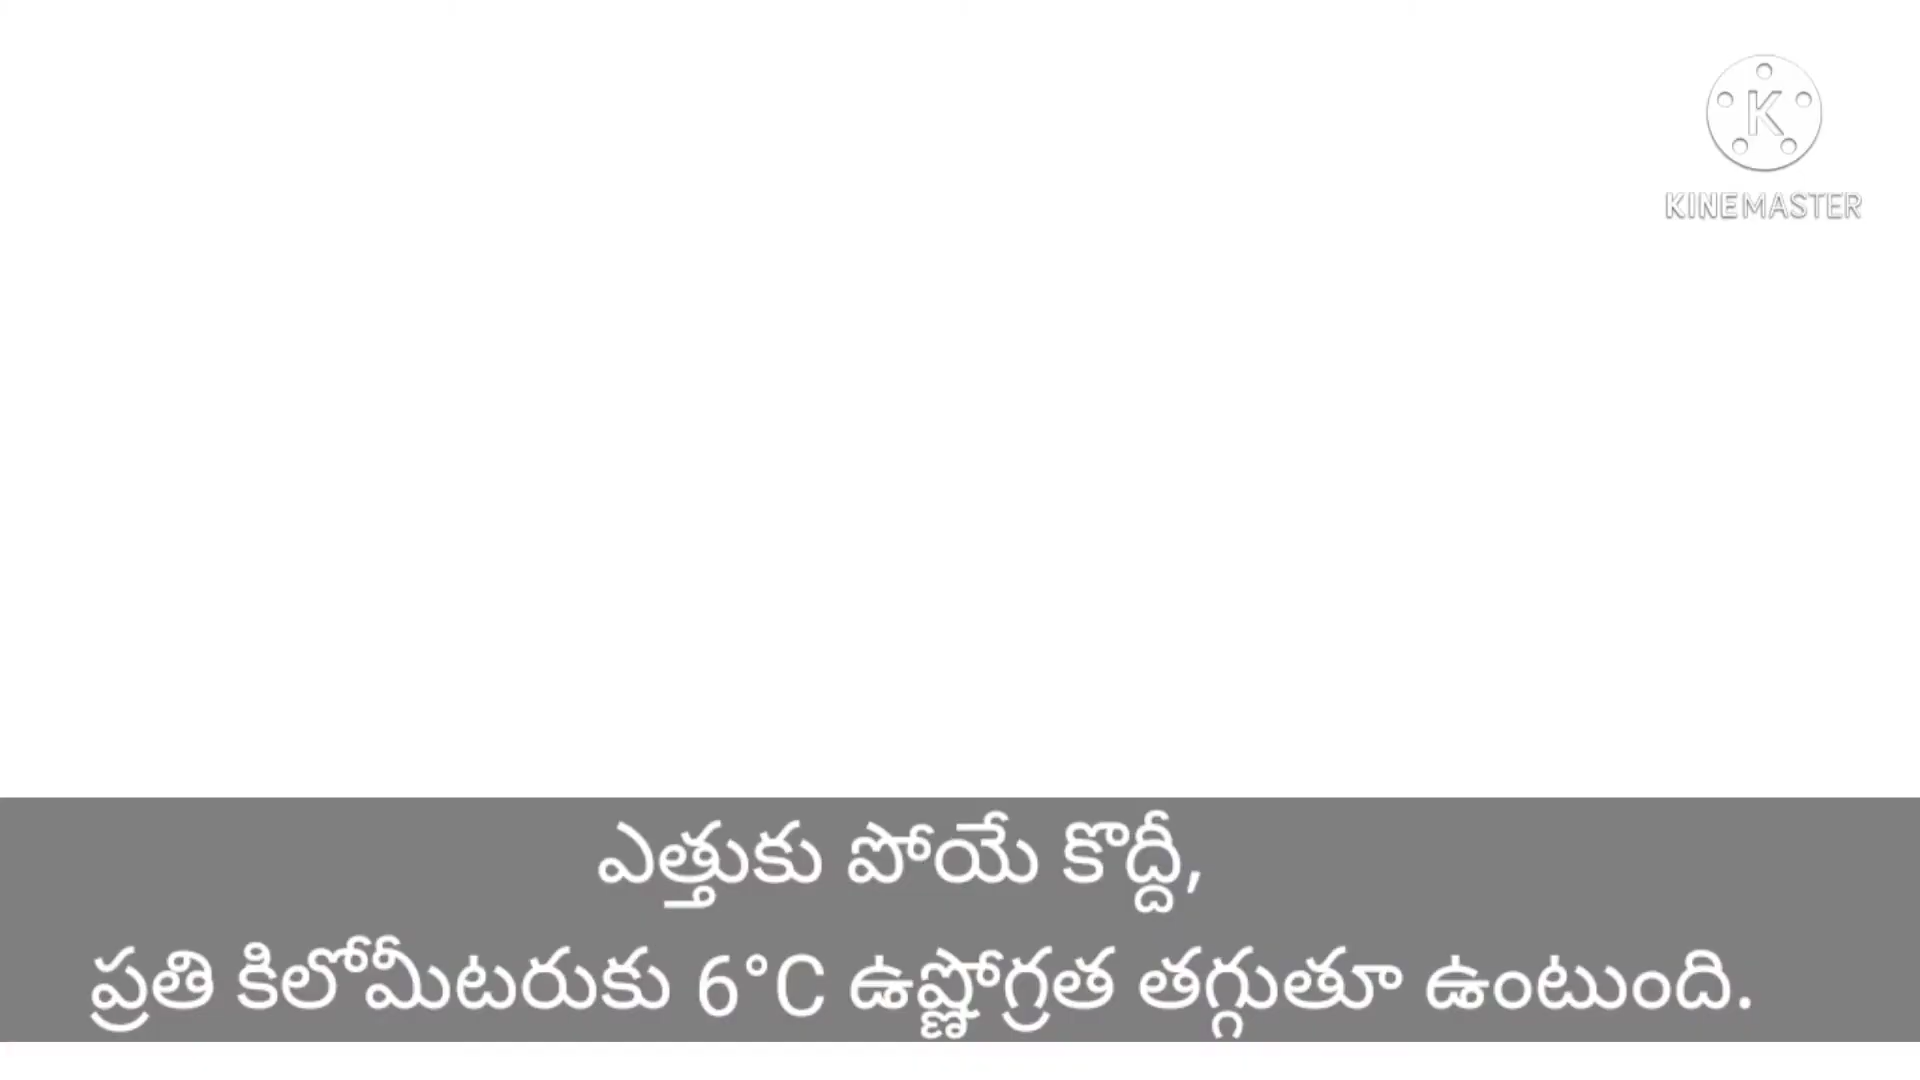 K
KINEMASTER
ఎత్తుకు పోయే కొద్దీ,
ప్రతి కిలోమీటరుకు 6°C ఉష్ణోగ్రత తగ్గుతూ ఉంటుంది.